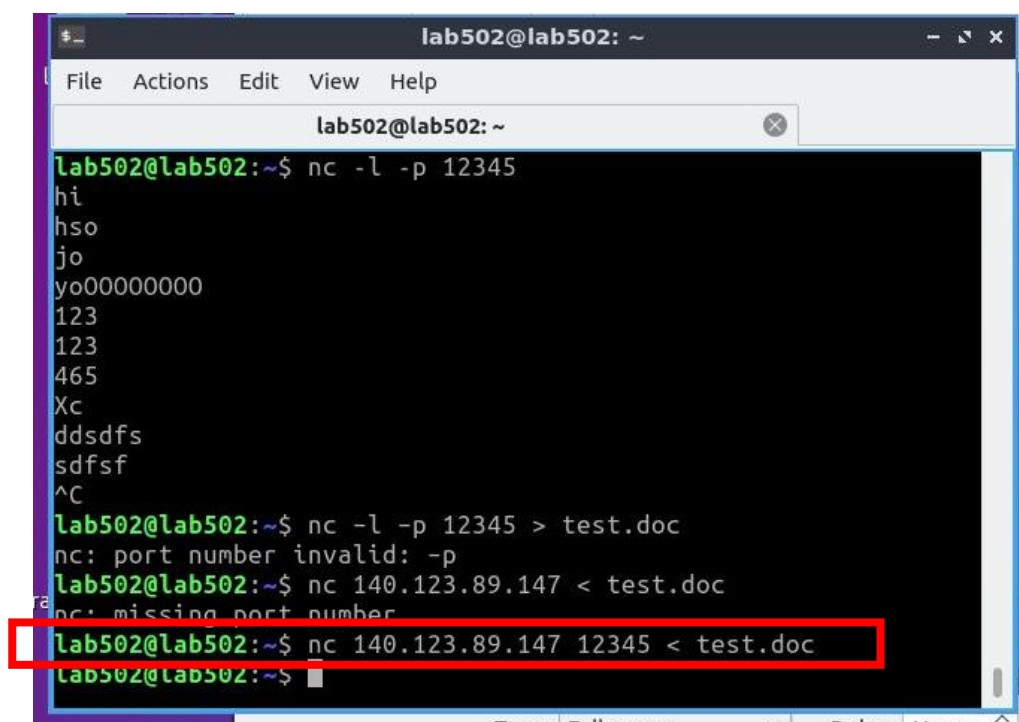 lab502@lab502: ~
File Actions Edit View Help
lab502@lab502: ~
lab502@lab502:~$ nc -l -p 12345
hi
hso
jo
yoOOOOOOOO
123
123
465
Xc
ddsdfs
sdfsf
^C
lab502@lab502:~$ nc –l –p 12345 > test.doc
nc: port number invalid: –p
lab502@lab502:~$ nc 140.123.89.147 < test.doc
nc: missing port number
lab502@lab502:~$ nc 140.123.89.147 12345 < test.doc
lab502@lab502:~$